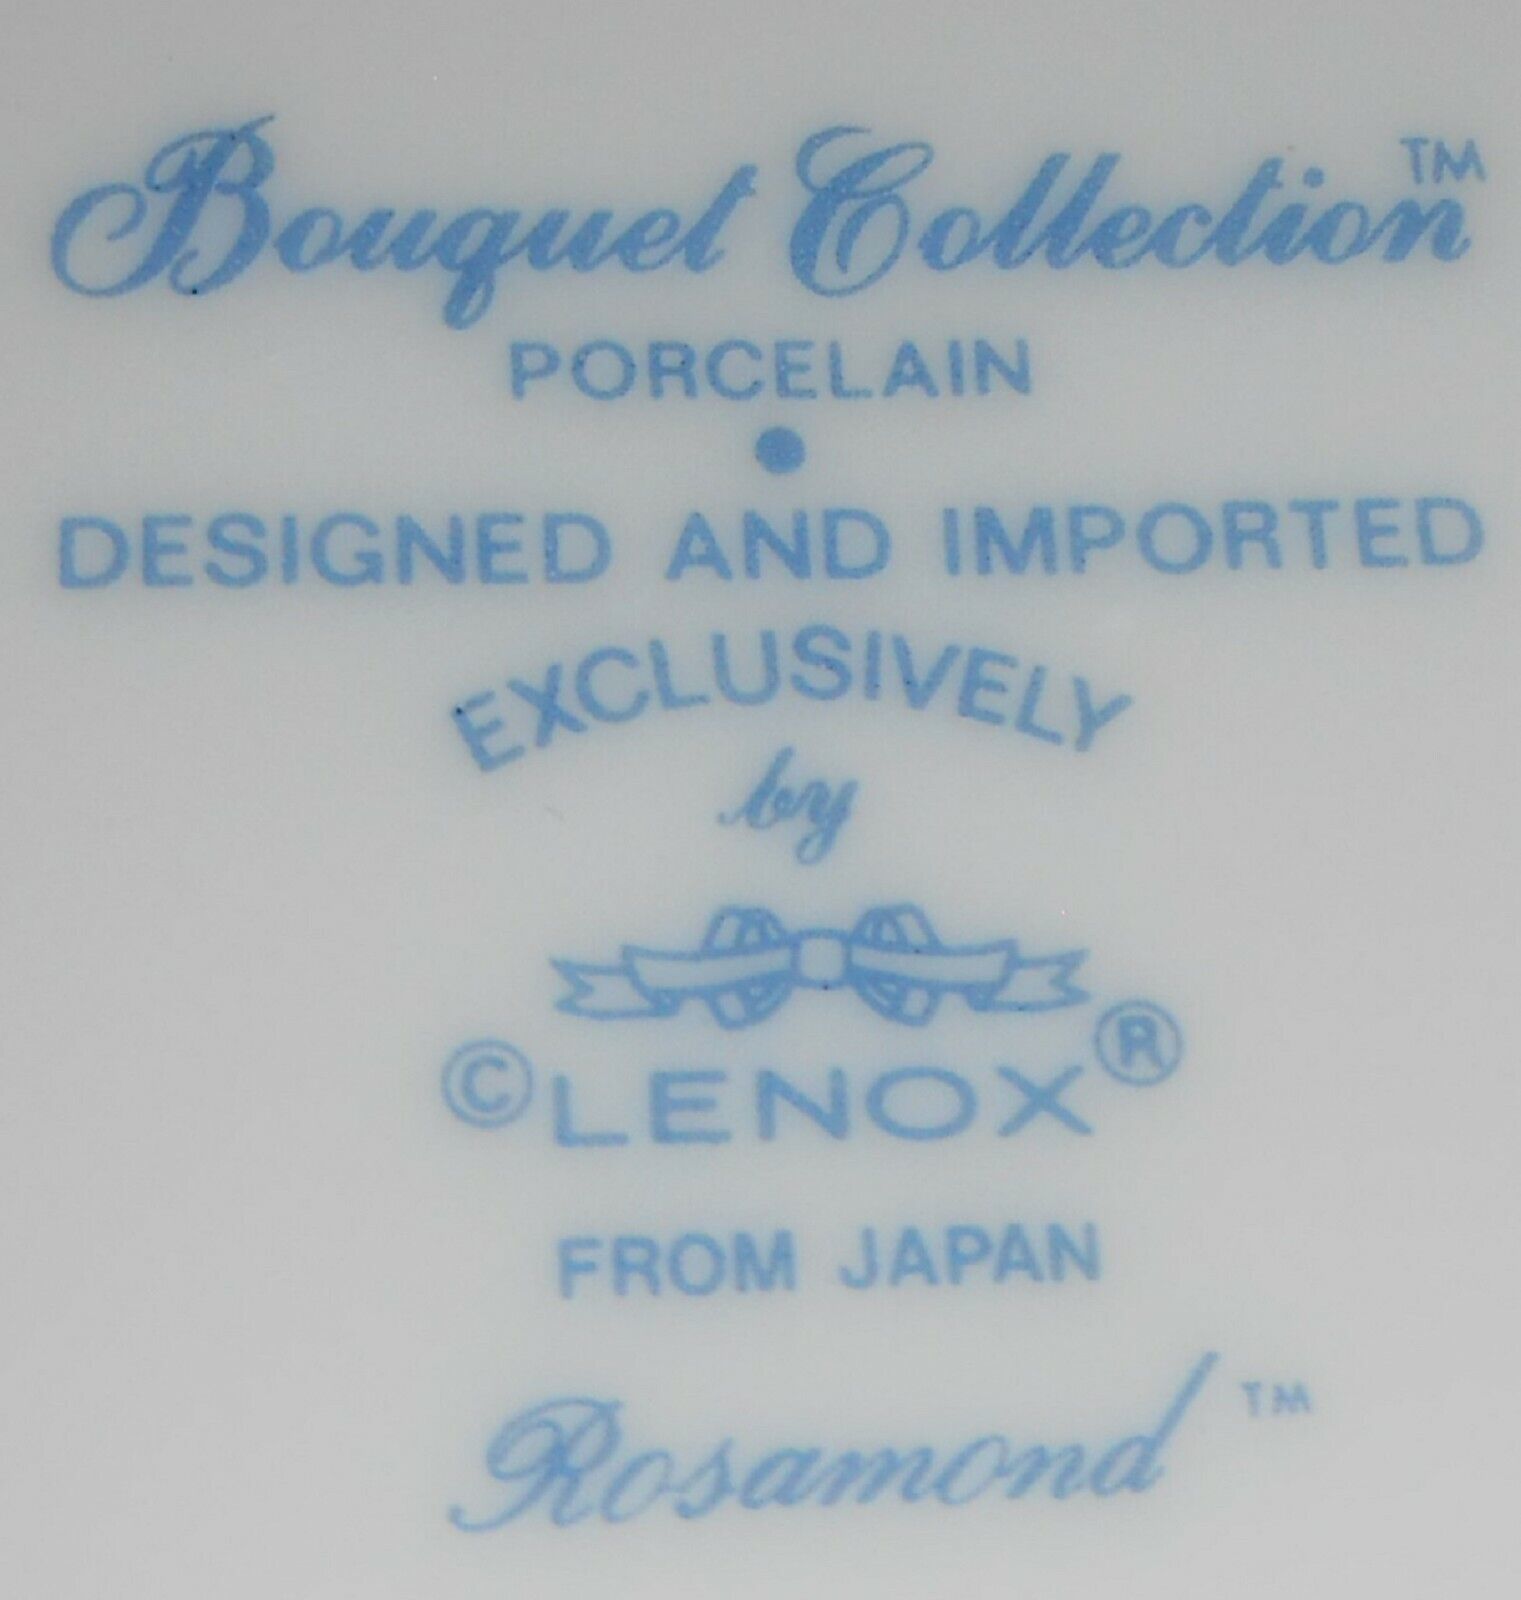 Bouquet Collection™
PORCELAIN
•
DESIGNED AND IMPORTED
EXCLUSIVELY
by
©LENOX®
FROM JAPAN
Rosamond™